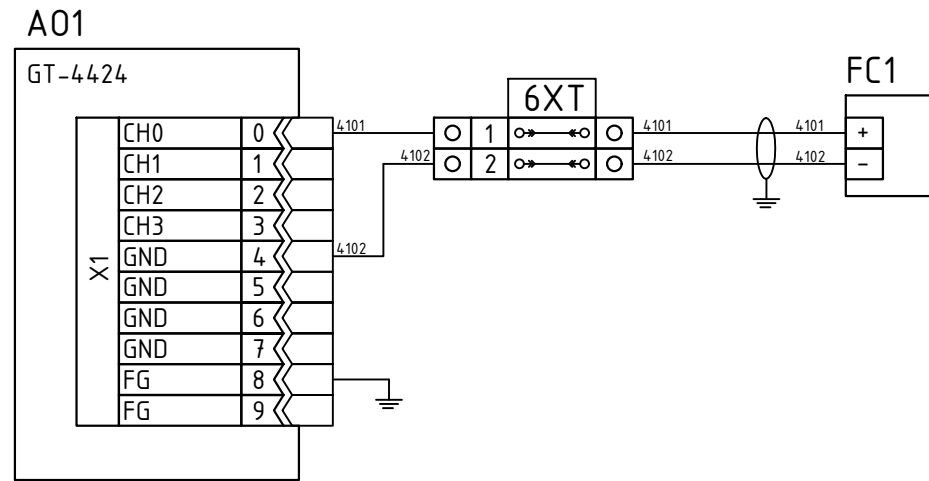 AO1
GT-4424
FC1
6XT
X1
CH0 0 4101
1 4101 4101 +
CH1 1 4102
2 4102 4102 -
CH2 2
CH3 3
GND 4 4102
GND 5
GND 6
GND 7
FG 8
FG 9